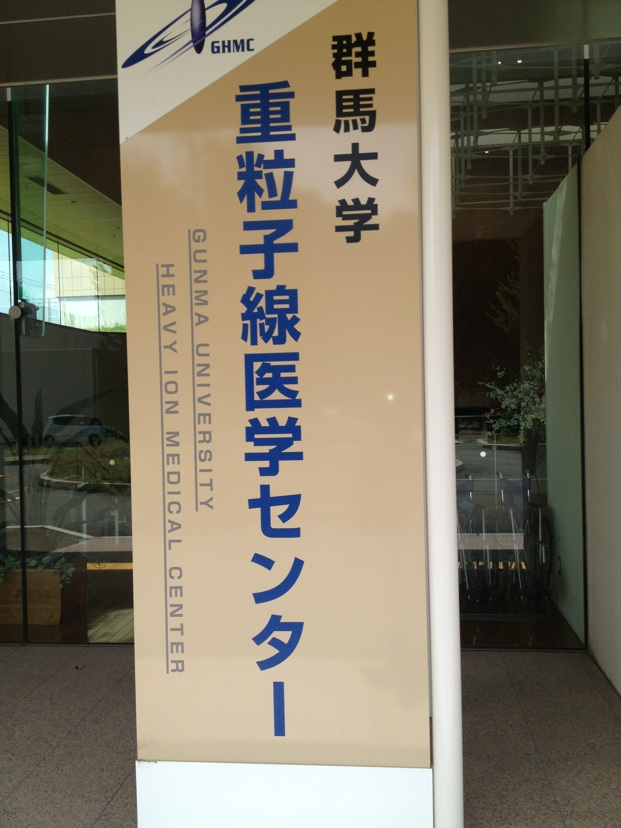 GHMC
群馬大学
重粒子線医学センター
GUNMA UNIVERSITY
HEAVY ION MEDICAL CENTER